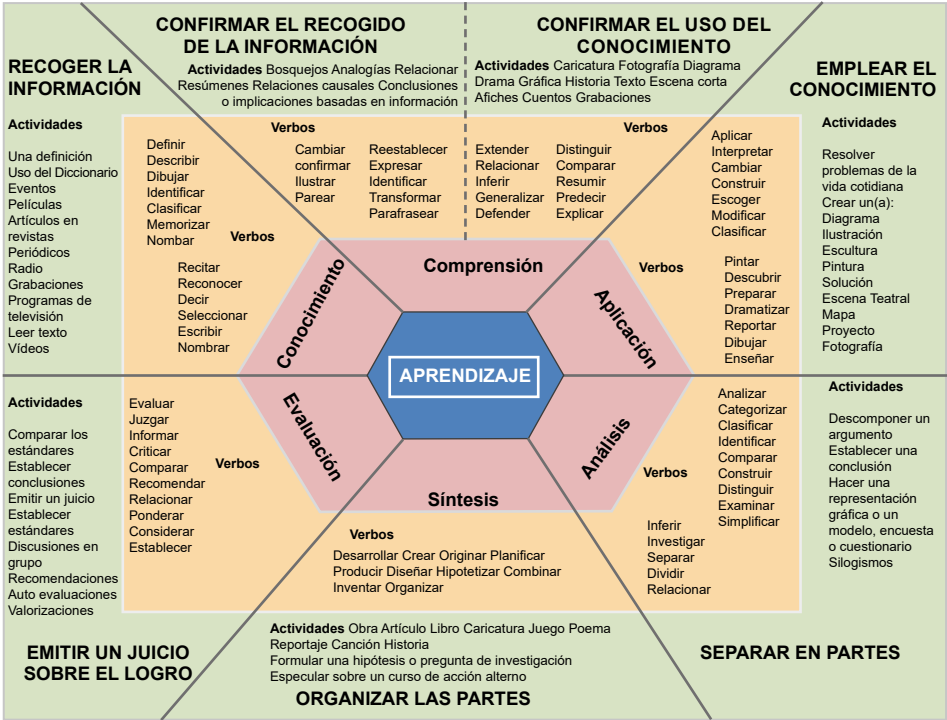 CONFIRMAR EL RECOGIDO
DE LA INFORMACIÓN
Actividades Bosquejos Analogías Relacionar
Resúmenes Relaciones causales Conclusiones
o implicaciones basadas en información
CONFIRMAR EL USO DEL
CONOCIMIENTO
Actividades Caricatura Fotografía Diagrama
Drama Gráfica Historia Texto Escena corta
Afiches Cuentos Grabaciones
RECOGER LA
INFORMACIÓN
Actividades
Una definición
Uso del Diccionario
Eventos
Películas
Artículos en
revistas
Periódicos
Radio
Grabaciones
Programas de
televisión
Leer texto
Vídeos
Definir
Describir
Dibujar
Identificar
Clasificar
Memorizar
Nombar
Verbos
Recitar
Reconocer
Decir
Seleccionar
Escribir
Nombrar
Verbos
Cambiar
confirmar
Ilustrar
Parear
Reestablecer
Expresar
Identificar
Transformar
Parafrasear
Verbos
Extender
Relacionar
Inferir
Generalizar
Defender
Distinguir
Comparar
Resumir
Predecir
Explicar
Aplicar
Interpretar
Cambiar
Construir
Escoger
Modificar
Clasificar
Verbos
Pintar
Descubrir
Preparar
Dramatizar
Reportar
Dibujar
Enseñar
EMPLEAR EL
CONOCIMIENTO
Actividades
Resolver
problemas de la
vida cotidiana
Crear un(a):
Diagrama
Ilustración
Escultura
Pintura
Solución
Escena Teatral
Mapa
Proyecto
Fotografía
Conocimiento
Comprensión
Aplicación
APRENDIZAJE
Evaluación
Síntesis
Análisis
Actividades
Comparar los
estándares
Establecer
conclusiones
Emitir un juicio
Establecer
estándares
Discusiones en
grupo
Recomendaciones
Auto evaluaciones
Valorizaciones
Evaluar
Juzgar
Informar
Criticar
Comparar
Recomendar
Relacionar
Ponderar
Considerar
Establecer
Verbos
EMITIR UN JUICIO
SOBRE EL LOGRO
Verbos
Desarrollar Crear Originar Planificar
Producir Diseñar Hipotetizar Combinar
Inventar Organizar
Actividades Obra Artículo Libro Caricatura Juego Poema
Reportaje Canción Historia
Formular una hipótesis o pregunta de investigación
Especular sobre un curso de acción alterno
ORGANIZAR LAS PARTES
Analizar
Categorizar
Clasificar
Identificar
Comparar
Construir
Distinguir
Examinar
Simplificar
Verbos
Inferir
Investigar
Separar
Dividir
Relacionar
Actividades
Descomponer un
argumento
Establecer una
conclusión
Hacer una
representación
gráfica o un
modelo, encuesta
o cuestionario
Silogismos
SEPARAR EN PARTES